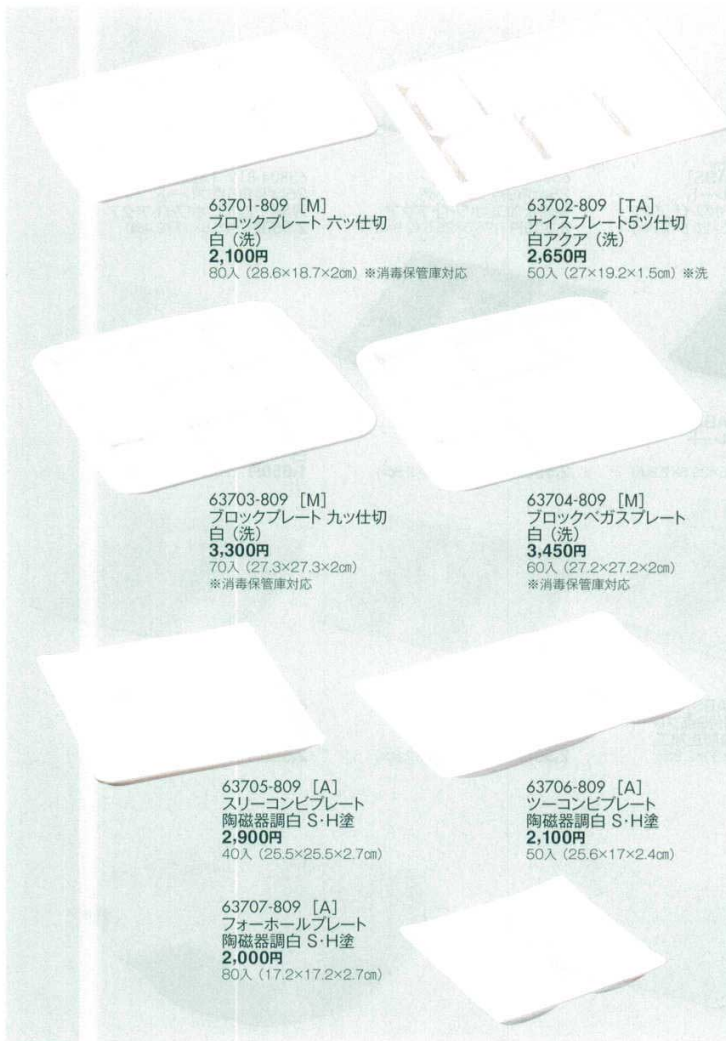 63701-809 [M]
ブロックプレート 六ッ仕切
白（洗）
2,100円
80入（28.6×18.7×2㎝）※消毒保管庫対応
63702-809 [TA]
ナイスプレート5ツ仕切
白アクア（洗）
2,650円
50入（27×19.2×1.5㎝）※洗
63703-809 [M]
ブロックプレート 九ッ仕切
白（洗）
3,300円
70入（27.3×27.3×2㎝）
※消毒保管庫対応
63704-809 [M]
ブロックベガスプレート
白（洗）
3,450円
60入（27.2×27.2×2㎝）
※消毒保管庫対応
63705-809 [A]
スリーコンビプレート
陶磁器調白 S・H塗
2,900円
40入（25.5×25.5×2.7㎝）
63706-809 [A]
ツーコンビプレート
陶磁器調白 S・H塗
2,100円
50入（25.6×17×2.4㎝）
63707-809 [A]
フォーホールプレート
陶磁器調白 S・H塗
2,000円
80入（17.2×17.2×2.7㎝）